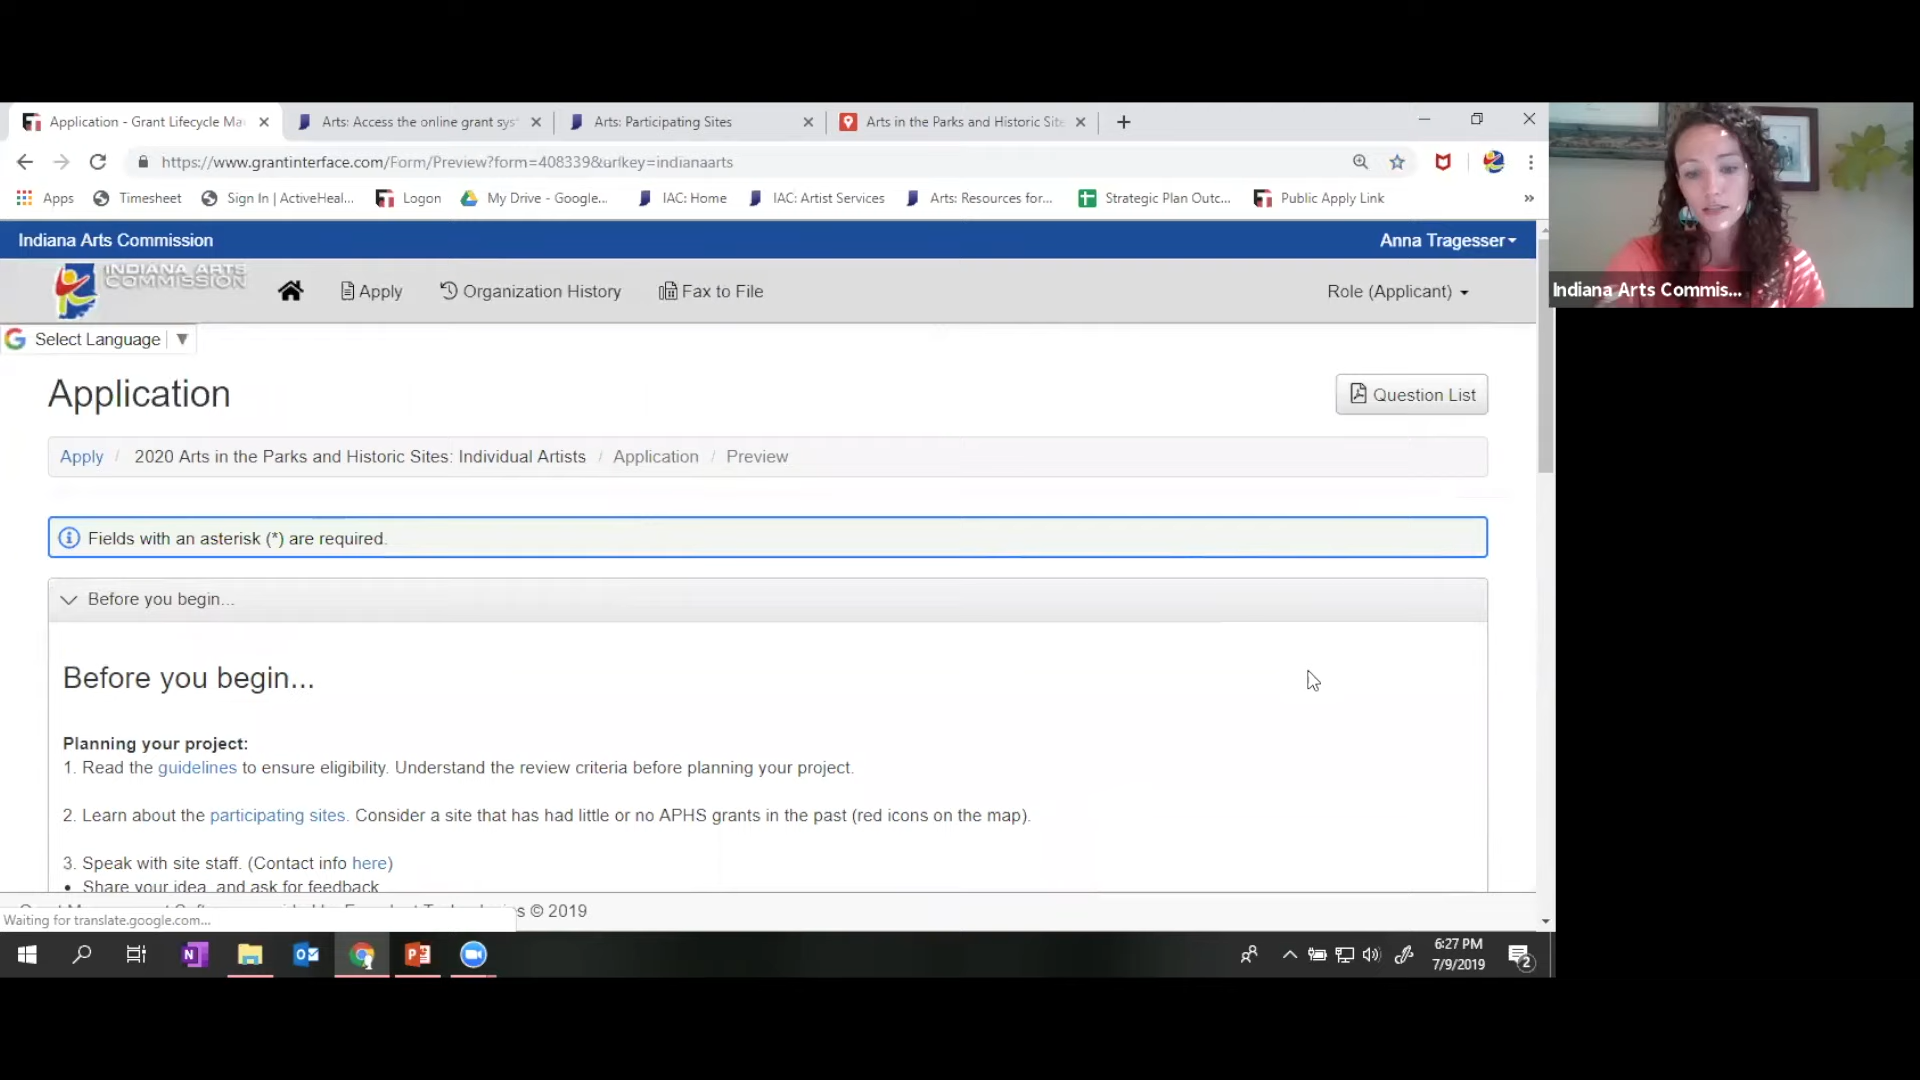 Application - Grant Lifecycle Ma
Arts: Access the online grant sys
Arts: Participating Sites
Arts in the Parks and Historic Site
https://www.grantinterface.com/Form/Preview?form=408339&urlkey=indianaarts
Apps
Timesheet
Sign In | ActiveHeal...
Logon
My Drive - Google...
IAC: Home
IAC: Artist Services
Arts: Resources for...
Strategic Plan Outc...
Public Apply Link
»
Indiana Arts Commission
Anna Tragesser
INDIANA ARTS
COMMISSION
Apply
Organization History
Fax to File
Role (Applicant)
Select Language
Application
Question List
Apply / 2020 Arts in the Parks and Historic Sites: Individual Artists / Application / Preview
Fields with an asterisk (*) are required.
Before you begin...
Before you begin...
Planning your project:
1. Read the guidelines to ensure eligibility. Understand the review criteria before planning your project.
2. Learn about the participating sites. Consider a site that has had little or no APHS grants in the past (red icons on the map).
3. Speak with site staff. (Contact info here)
• Share your idea, and ask for feedback
s © 2019
Waiting for translate.google.com...
6:27 PM
7/9/2019
2
Indiana Arts Commis...